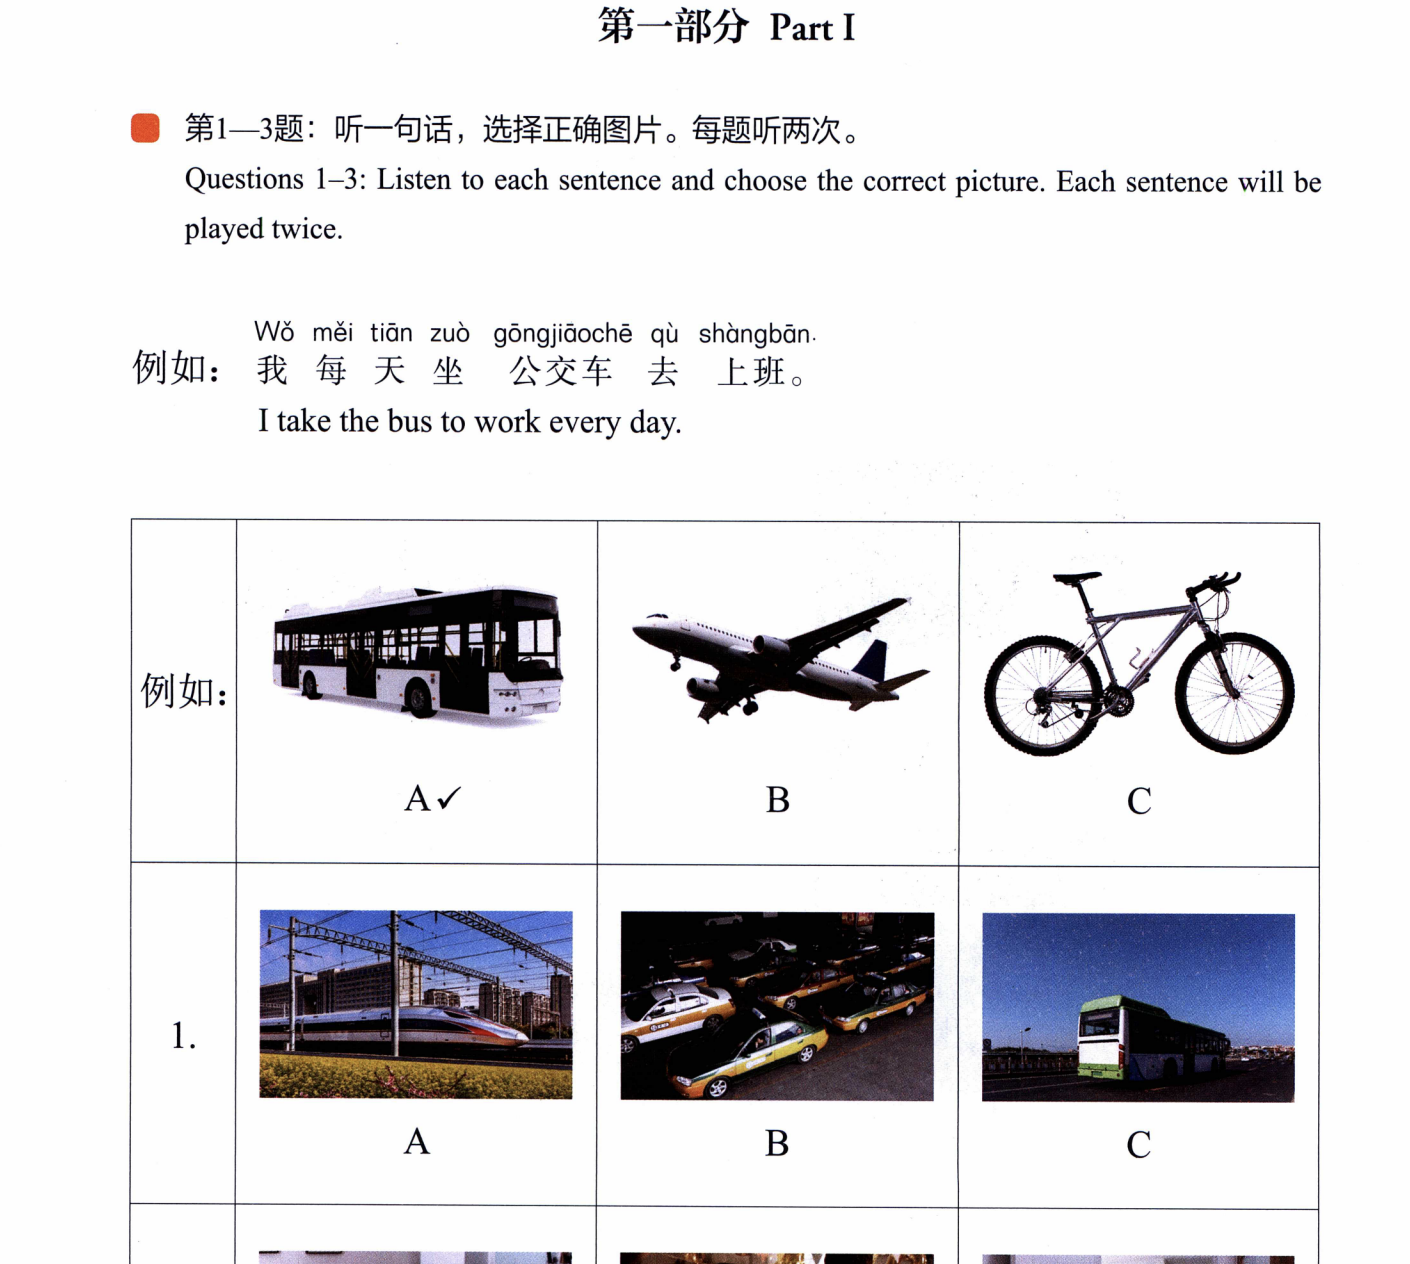 第一部分 Part I
第1—3题：听一句话，选择正确图片。每题听两次。
Questions 1–3: Listen to each sentence and choose the correct picture. Each sentence will be
played twice.
Wǒ měi tiān zuò gōngjiāochē qù shàngbān.
例如： 我 每 天 坐 公交车 去 上班。
I take the bus to work every day.
例如:
A✓ B C
1.
A B C